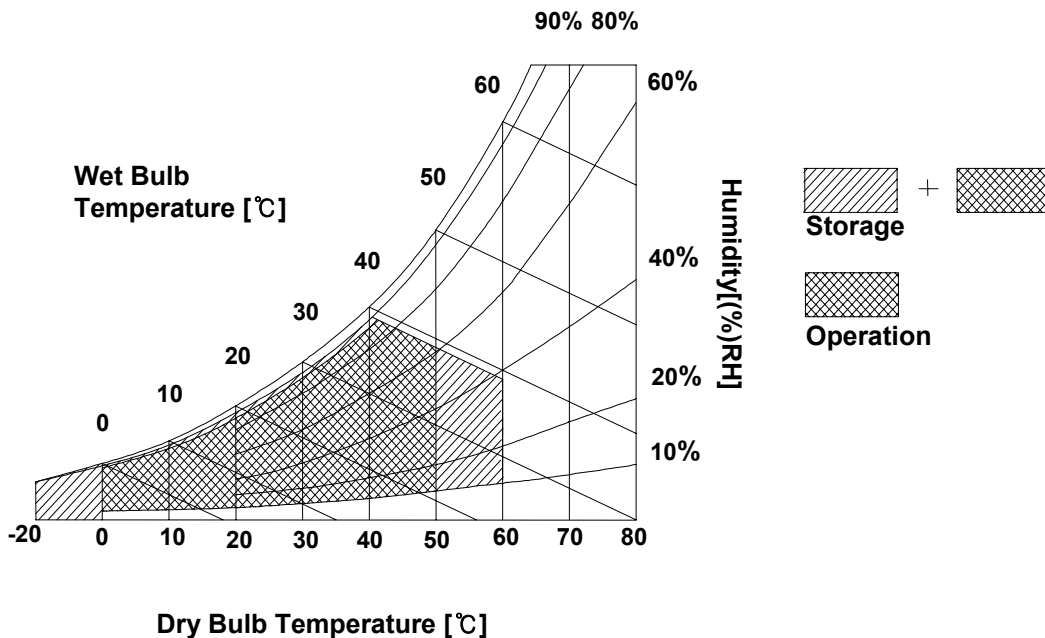 90% 80%
60
60%
Wet Bulb
Temperature [℃]
50
40
40%
30
20
20%
10
10%
0
Humidity[(%)RH]
+
Storage
Operation
-20 0 10 20 30 40 50 60 70 80
Dry Bulb Temperature [℃]